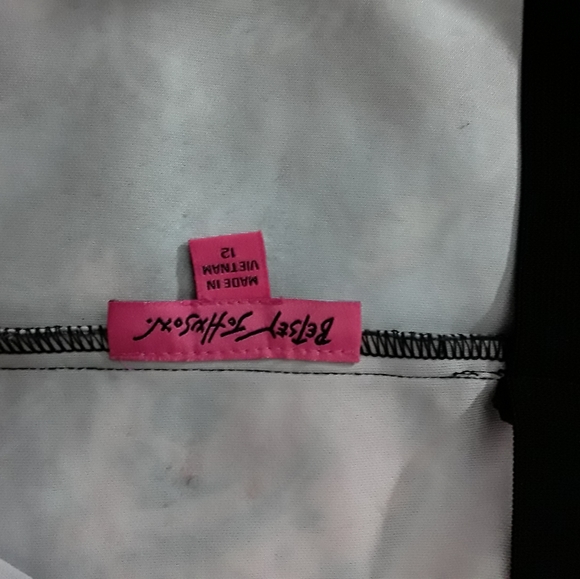 BETSEY JOHNSON.
MADE IN
VIETNAM
12